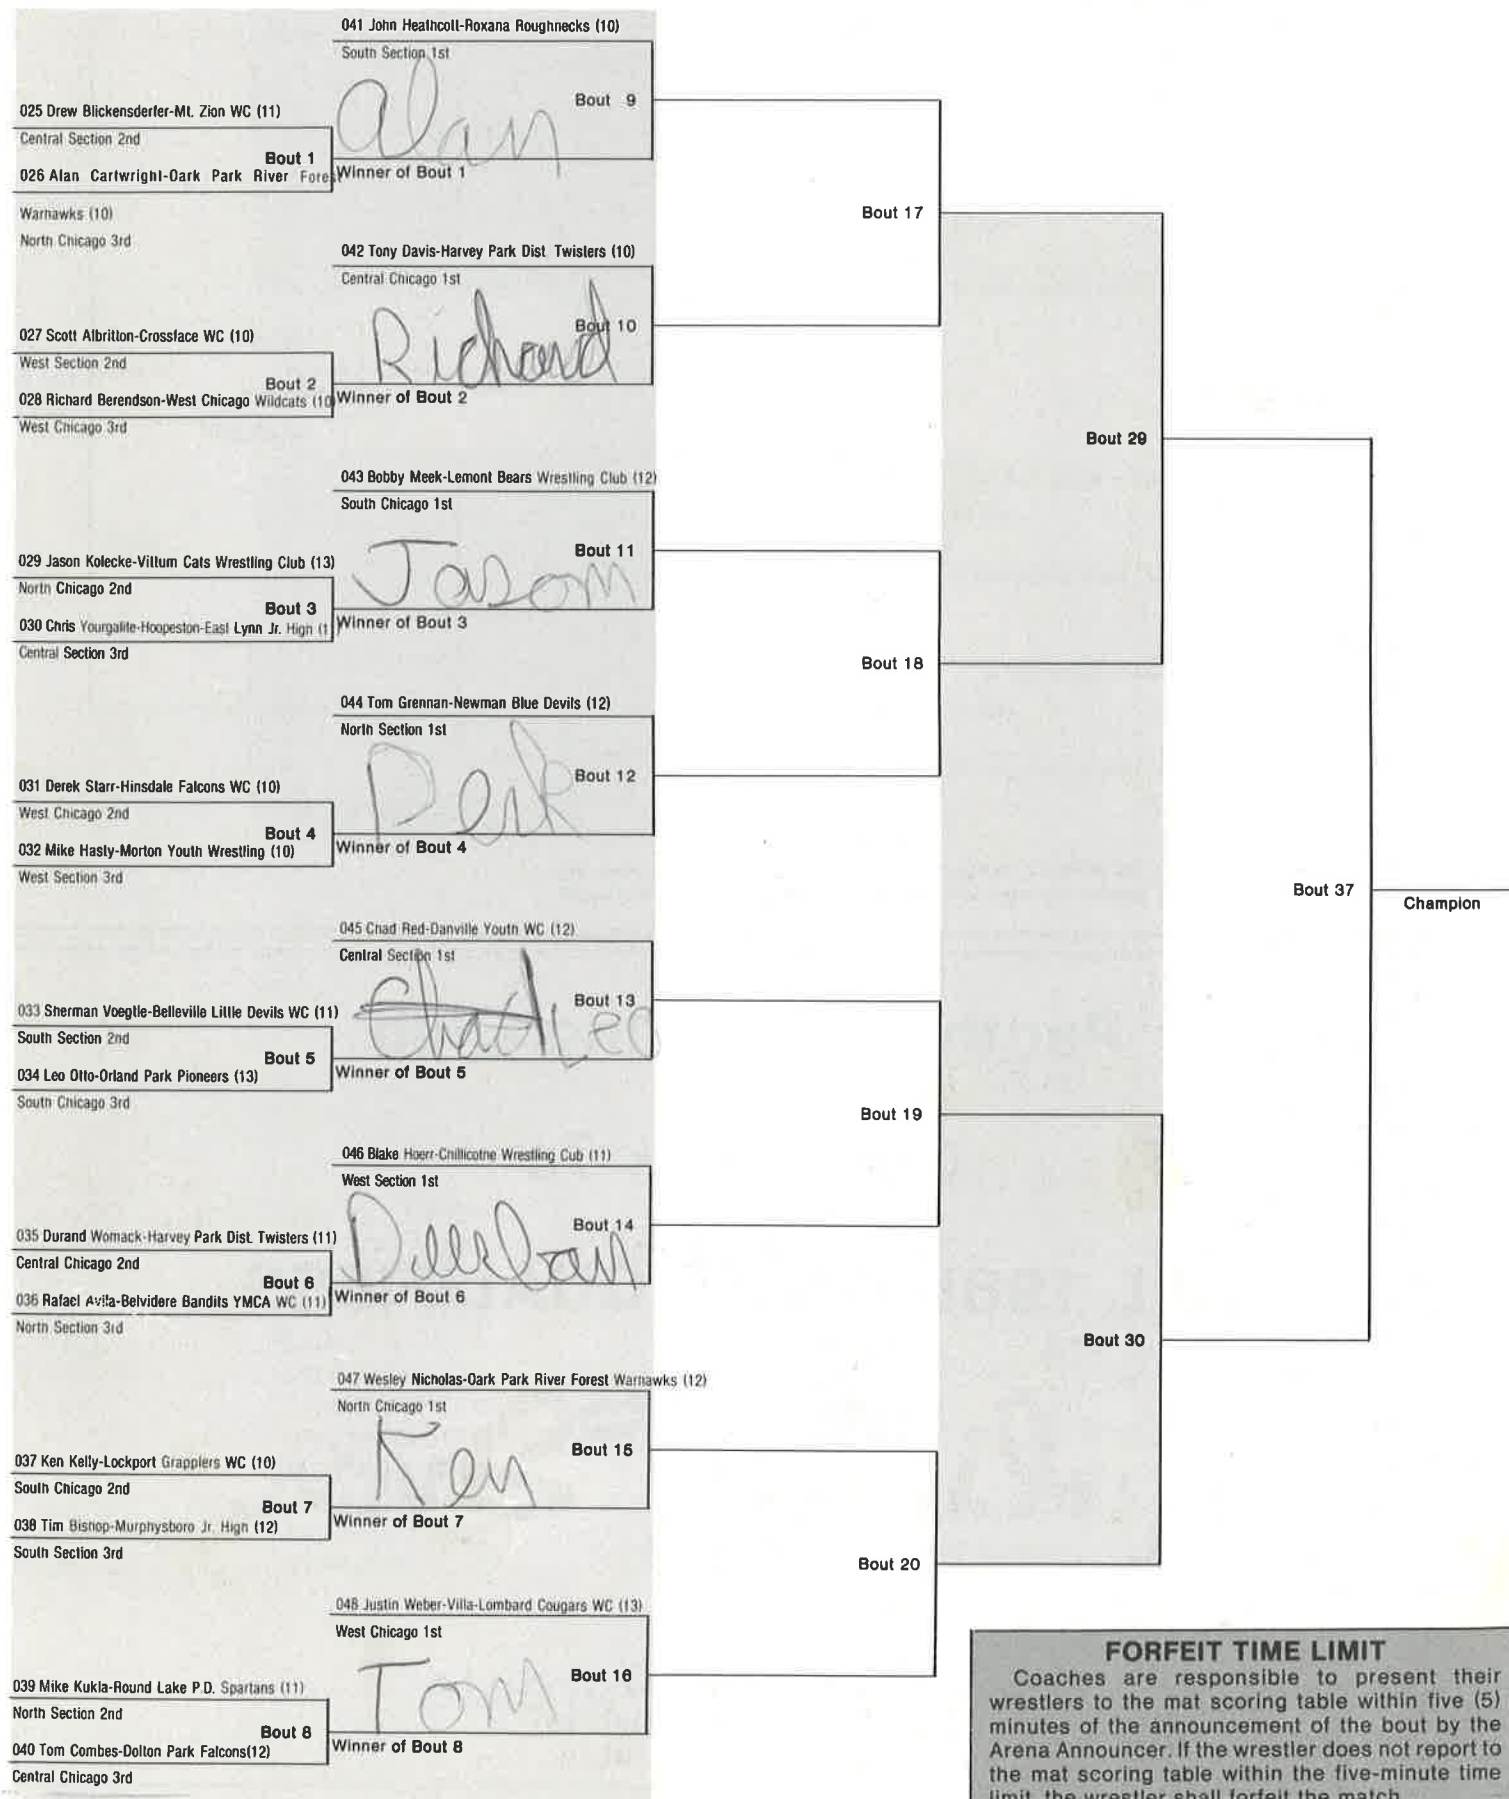 041 John Heathcott-Roxana Roughnecks (10)
South Section 1st
Bout 9
025 Drew Blickensderfer-Mt. Zion WC (11)
Central Section 2nd
Alan
Bout 1
026 Alan Cartwright-Oark Park River Forest
Winner of Bout 1
Warhawks (10)
North Chicago 3rd
Bout 17
042 Tony Davis-Harvey Park Dist. Twisters (10)
Central Chicago 1st
Bout 10
027 Scott Albritton-Crossface WC (10)
West Section 2nd
Richard
Bout 2
028 Richard Berendson-West Chicago Wildcats (10
Winner of Bout 2
West Chicago 3rd
Bout 29
043 Bobby Meek-Lemont Bears Wrestling Club (12)
South Chicago 1st
Bout 11
029 Jason Kolecke-Villum Cats Wrestling Club (13)
North Chicago 2nd
Jason
Bout 3
030 Chris Yourgalite-Hoopeston-East Lynn Jr. High (1
Winner of Bout 3
Central Section 3rd
Bout 18
044 Tom Grennan-Newman Blue Devils (12)
North Section 1st
Bout 12
031 Derek Starr-Hinsdale Falcons WC (10)
West Chicago 2nd
Bout 4
032 Mike Hasty-Morton Youth Wrestling (10)
Winner of Bout 4
West Section 3rd
Bout 37
Champion
045 Chad Red-Danville Youth WC (12)
Central Section 1st
Bout 13
033 Sherman Voegtle-Belleville Little Devils WC (11)
South Section 2nd
Chad Leo
Bout 5
034 Leo Otto-Orland Park Pioneers (13)
Winner of Bout 5
South Chicago 3rd
Bout 19
046 Blake Hoerr-Chillicothe Wrestling Cub (11)
West Section 1st
Bout 14
035 Durand Womack-Harvey Park Dist. Twisters (11)
Central Chicago 2nd
Bout 6
036 Rafael Avila-Belvidere Bandits YMCA WC (11)
Winner of Bout 6
North Section 3rd
Bout 30
047 Wesley Nicholas-Oark Park River Forest Warhawks (12)
North Chicago 1st
Bout 15
037 Ken Kelly-Lockport Grapplers WC (10)
South Chicago 2nd
Ken
Bout 7
038 Tim Bishop-Murphysboro Jr. High (12)
Winner of Bout 7
South Section 3rd
Bout 20
048 Justin Weber-Villa-Lombard Cougars WC (13)
West Chicago 1st
Bout 16
039 Mike Kukla-Round Lake P.D. Spartans (11)
North Section 2nd
Tom
Bout 8
040 Tom Combes-Dolton Park Falcons(12)
Winner of Bout 8
Central Chicago 3rd
FORFEIT TIME LIMIT
Coaches are responsible to present their
wrestlers to the mat scoring table within five (5)
minutes of the announcement of the bout by the
Arena Announcer. If the wrestler does not report to
the mat scoring table within the five-minute time
limit, the wrestler shall forfeit the match